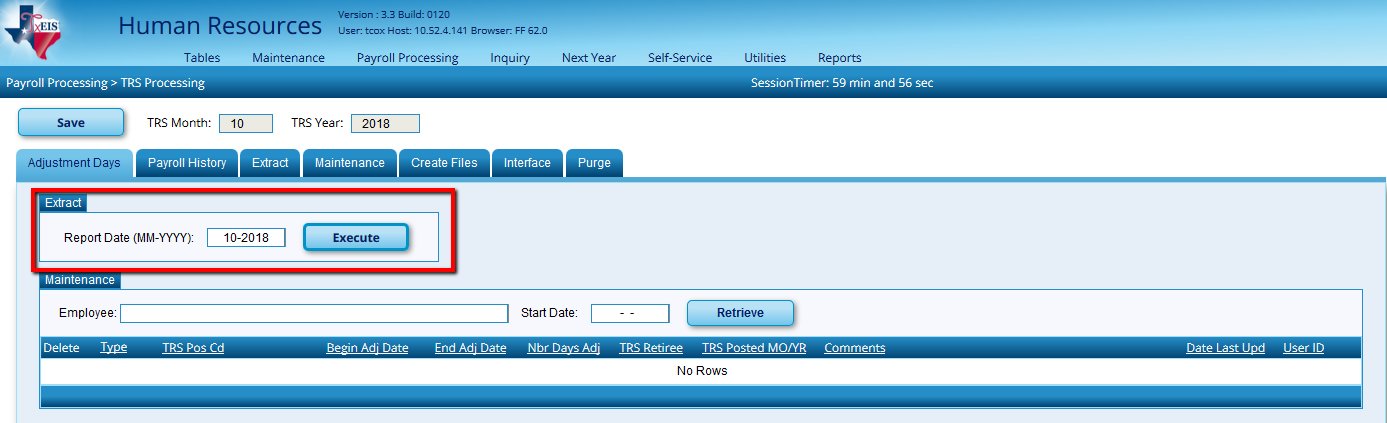 TxEIS
Human Resources
Version : 3.3 Build: 0120
User: tcox Host: 10.52.4.141 Browser: FF 62.0
Tables Maintenance Payroll Processing Inquiry Next Year Self-Service Utilities Reports
Payroll Processing > TRS Processing SessionTimer: 59 min and 56 sec
Save TRS Month: 10 TRS Year: 2018
Adjustment Days Payroll History Extract Maintenance Create Files Interface Purge
Extract
Report Date (MM-YYYY): 10-2018 Execute
Maintenance
Employee: Start Date: - - Retrieve
Delete Type TRS Pos Cd Begin Adj Date End Adj Date Nbr Days Adj TRS Retiree TRS Posted MO/YR Comments Date Last Upd User ID
No Rows